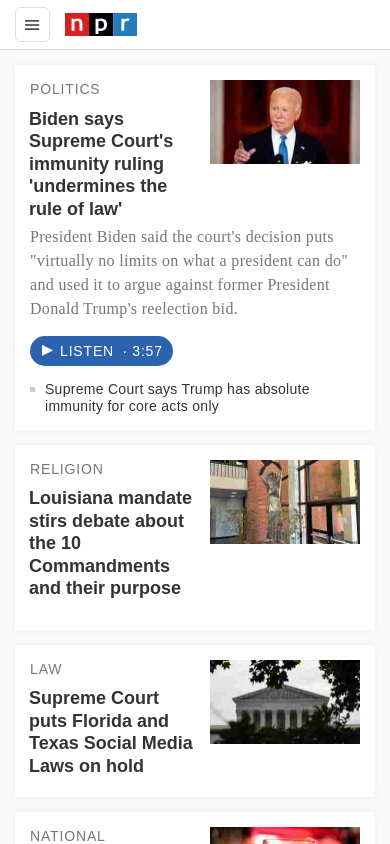 npr
POLITICS
Biden says
Supreme Court's
immunity ruling
'undermines the
rule of law'
President Biden said the court's decision puts
"virtually no limits on what a president can do"
and used it to argue against former President
Donald Trump's reelection bid.
LISTEN · 3:57
Supreme Court says Trump has absolute
immunity for core acts only
RELIGION
Louisiana mandate
stirs debate about
the 10
Commandments
and their purpose
LAW
Supreme Court
puts Florida and
Texas Social Media
Laws on hold
NATIONAL